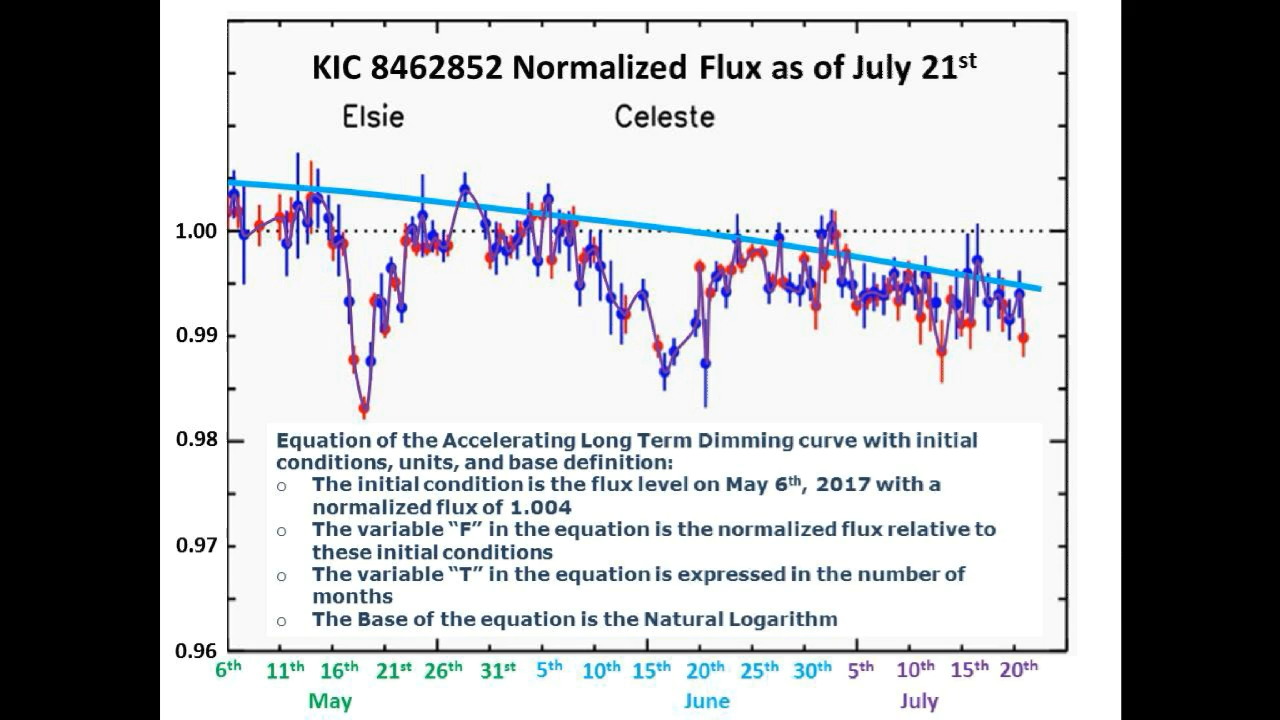 KIC 8462852 Normalized Flux as of July 21st
Elsie Celeste
1.00
0.99
0.98
Equation of the Accelerating Long Term Dimming curve with initial
conditions, units, and base definition:
o The initial condition is the flux level on May 6th, 2017 with a
normalized flux of 1.004
o The variable “F” in the equation is the normalized flux relative to
these initial conditions
o The variable “T” in the equation is expressed in the number of
months
o The Base of the equation is the Natural Logarithm
0.97
0.96
6th 11th 16th 21st 26th 31st 5th 10th 15th 20th 25th 30th 5th 10th 15th 20th
May June July